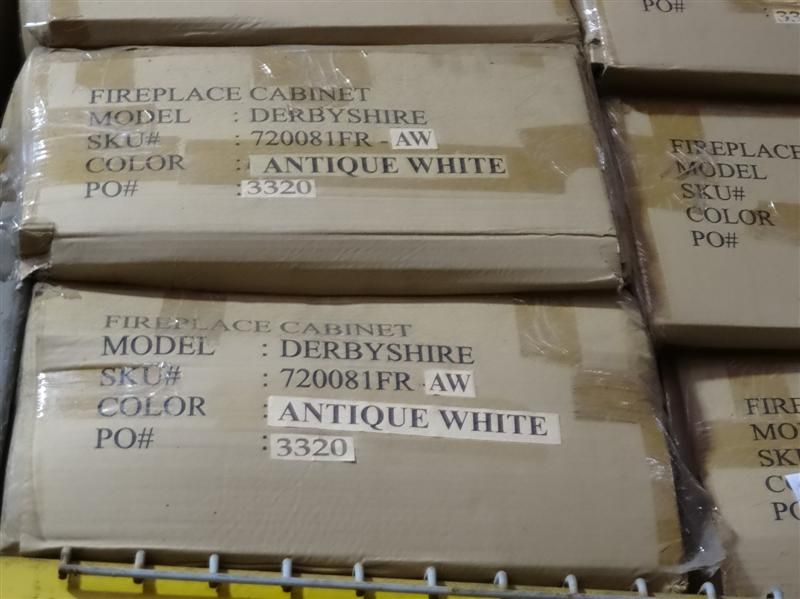 PO#
FIREPLACE CABINET
MODEL : DERBYSHIRE
SKU# : 720081FR - AW
COLOR : ANTIQUE WHITE
PO# : 3320
FIREPLACE CABINET
MODEL : DERBYSHIRE
SKU# : 720081FR - AW
COLOR : ANTIQUE WHITE
PO# : 3320
FIREPLACE
MODEL
SKU#
COLOR
PO#